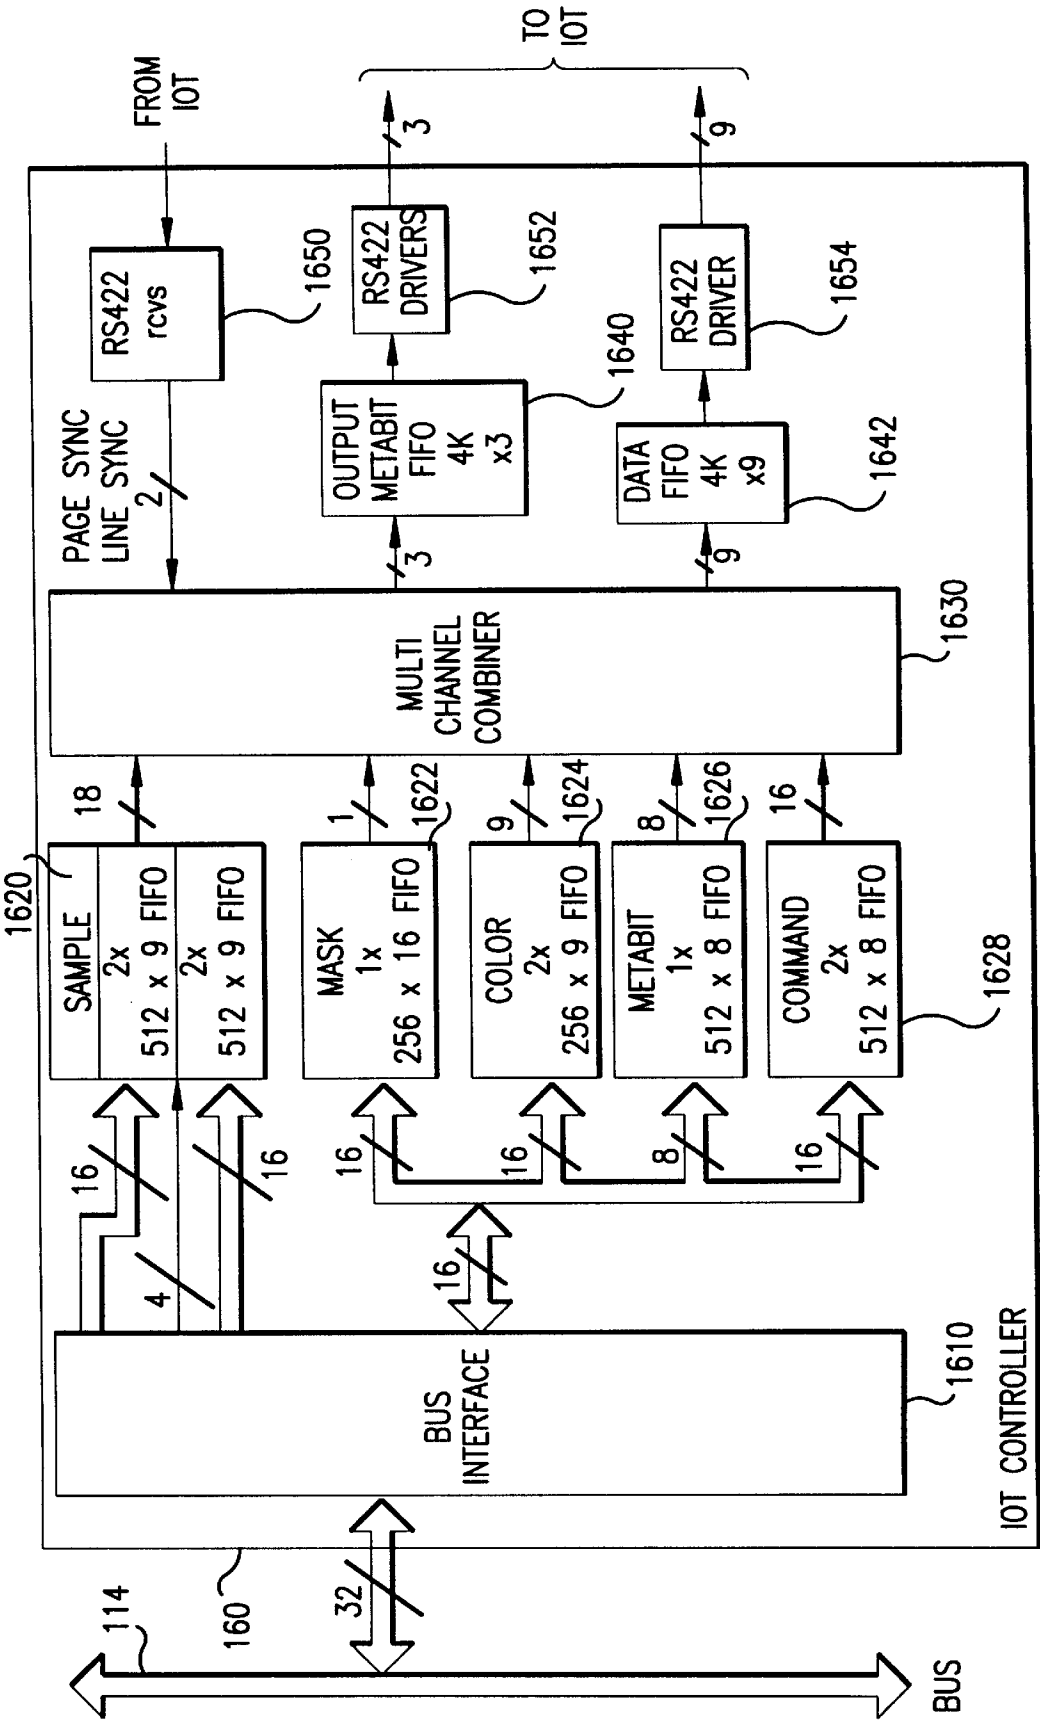 114
BUS
160
32
BUS
INTERFACE
1610
IOT CONTROLLER
16
4
16
16
16
16
8
16
1620
SAMPLE
2x
512 x 9 FIFO
2x
512 x 9 FIFO
MASK
1x
256 x 16 FIFO
1622
COLOR
2x
256 x 9 FIFO
1624
METABIT
1x
512 x 8 FIFO
1626
COMMAND
2x
512 x 8 FIFO
1628
18
1
9
8
16
MULTI
CHANNEL
COMBINER
1630
PAGE SYNC
LINE SYNC
2
3
9
OUTPUT
METABIT
FIFO
4K
x3
1640
DATA
FIFO
4K
x9
1642
RS422
rcvs
1650
RS422
DRIVERS
1652
RS422
DRIVER
1654
FROM
IOT
3
9
TO
IOT